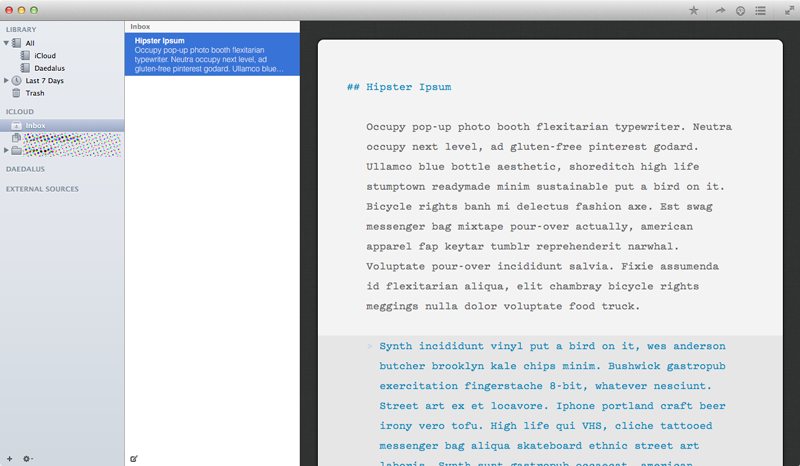 LIBRARY
All
iCloud
Daedalus
Last 7 Days
Trash
ICLOUD
Inbox
DAEDALUS
EXTERNAL SOURCES
Inbox
Hipster Ipsum
Occupy pop-up photo booth flexitarian
typewriter. Neutra occupy next level, ad
gluten-free pinterest godard. Ullamco blue…
## Hipster Ipsum
Occupy pop-up photo booth flexitarian typewriter. Neutra
occupy next level, ad gluten-free pinterest godard.
Ullamco blue bottle aesthetic, shoreditch high life
stumptown readymade minim sustainable put a bird on it.
Bicycle rights banh mi delectus fashion axe. Est swag
messenger bag mixtape pour-over actually, american
apparel fap keytar tumblr reprehenderit narwhal.
Voluptate pour-over incididunt salvia. Fixie assumenda
id flexitarian aliqua, elit chambray bicycle rights
meggings nulla dolor voluptate food truck.
> Synth incididunt vinyl put a bird on it, wes anderson
butcher brooklyn kale chips minim. Bushwick gastropub
exercitation fingerstache 8-bit, whatever nesciunt.
Street art ex et locavore. Iphone portland craft beer
irony vero tofu. High life qui VHS, cliche tattooed
messenger bag aliqua skateboard ethnic street art
laboris. Synth sunt gastropub occaecat, american